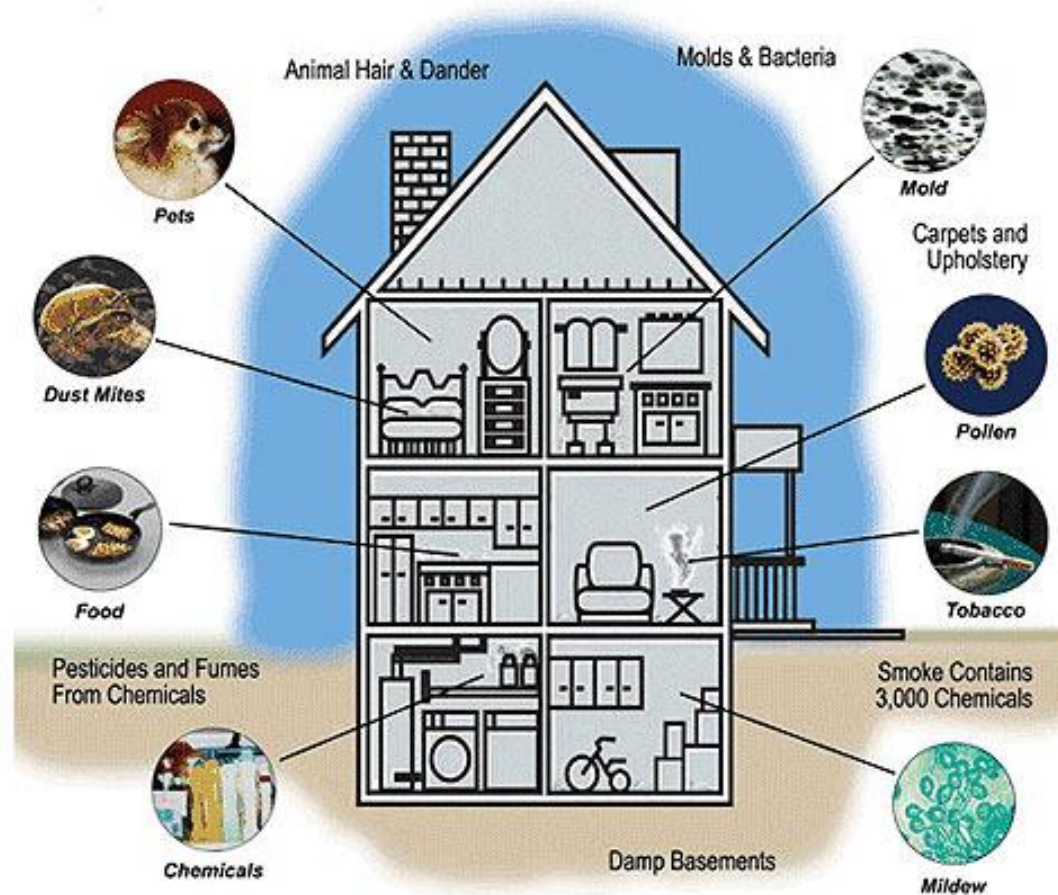 Animal Hair & Dander
Molds & Bacteria
Pets
Mold
Carpets and
Upholstery
Dust Mites
Pollen
Food
Tobacco
Pesticides and Fumes
From Chemicals
Smoke Contains
3,000 Chemicals
Chemicals
Damp Basements
Mildew